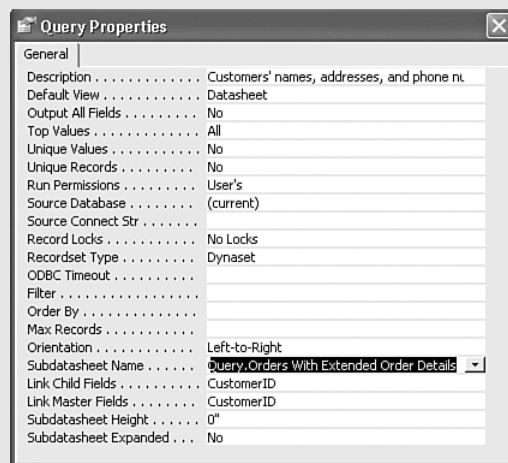 Query Properties
General
Description . . . . . . . . . . . . . Customers' names, addresses, and phone
Default View . . . . . . . . . . . . Datasheet
Output All Fields . . . . . . . . . No
Top Values . . . . . . . . . . . . . All
Unique Values . . . . . . . . . . . No
Unique Records . . . . . . . . . . No
Run Permissions . . . . . . . . . . User's
Source Database . . . . . . . . . (current)
Source Connect Str . . . . . . .
Record Locks . . . . . . . . . . . No Locks
Recordset Type . . . . . . . . . . Dynaset
ODBC Timeout . . . . . . . . . .
Filter . . . . . . . . . . . . . . . . .
Order By . . . . . . . . . . . . . .
Max Records . . . . . . . . . . .
Orientation . . . . . . . . . . . . . Left-to-Right
Subdatasheet Name . . . . . . Query.Orders With Extended Order Details
Link Child Fields . . . . . . . . . . CustomerID
Link Master Fields . . . . . . . . CustomerID
Subdatasheet Height . . . . . . 0"
Subdatasheet Expanded . . . No